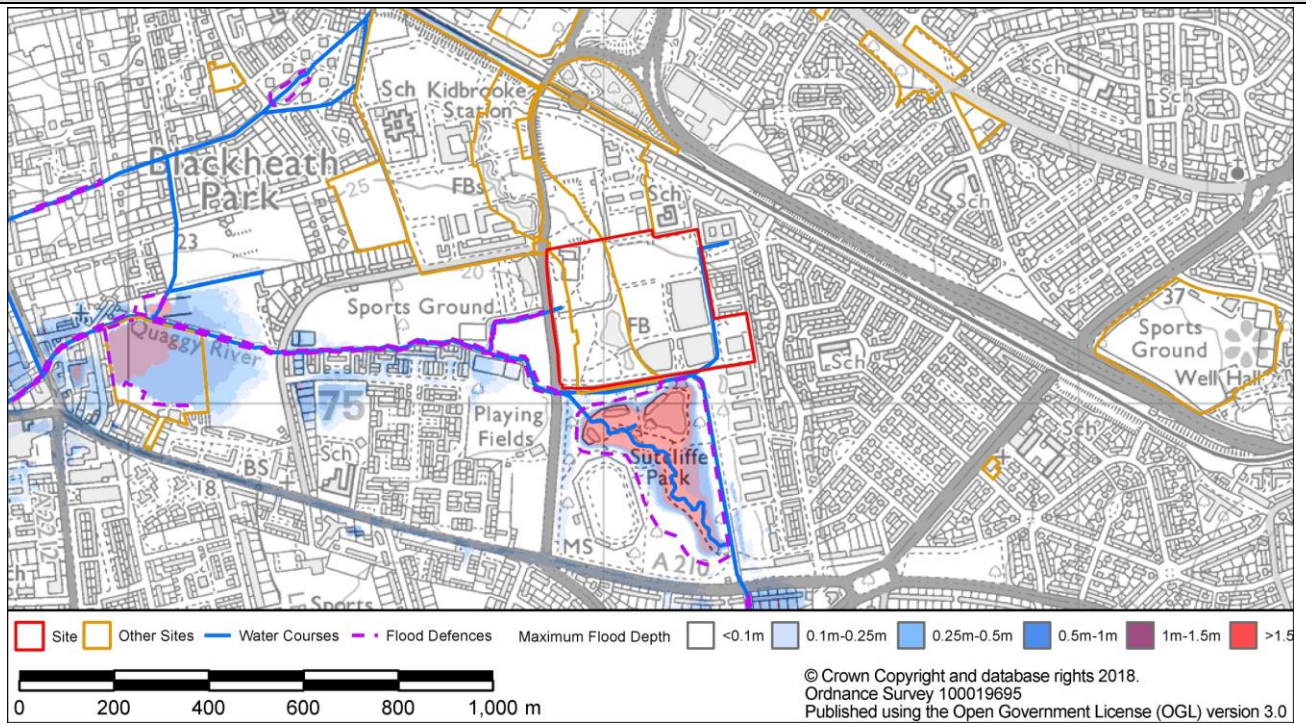 Sch Kidbrooke
Station
Sch
Sch
Blackheath
Park
25
FBs
Sch
Sch
23
20
Sports Ground
FB
37
Sports
Ground
Well Hall
Quaggy River
75
Playing
Fields
Sch
Sch
Sutcliffe
Park
BS
Sch
18
MS
A 210
Sports
Site Other Sites Water Courses Flood Defences Maximum Flood Depth <0.1m 0.1m-0.25m 0.25m-0.5m 0.5m-1m 1m-1.5m >1.5
0 200 400 600 800 1,000 m
© Crown Copyright and database rights 2018.
Ordnance Survey 100019695
Published using the Open Government License (OGL) version 3.0